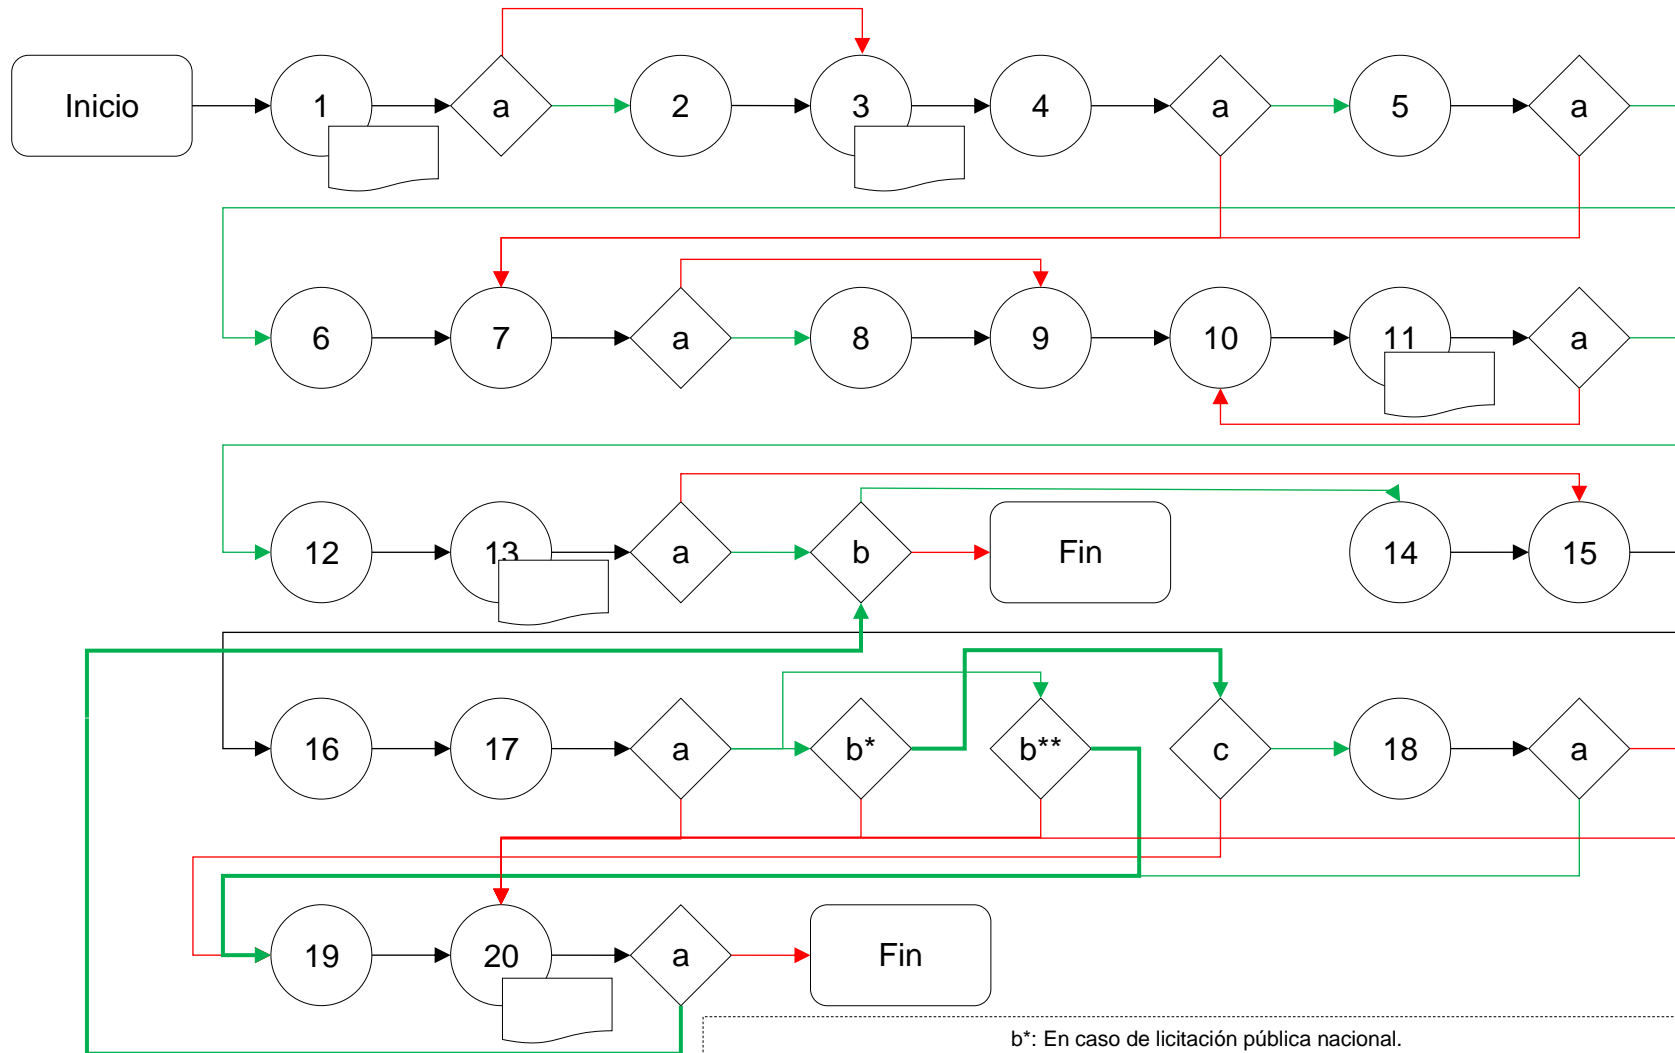 Inicio 1 a 2 3 4 a 5 a
6 7 a 8 9 10 11 a
12 13 a b Fin 14 15
16 17 a b* b** c 18 a
19 20 a Fin
b*: En caso de licitación pública nacional.